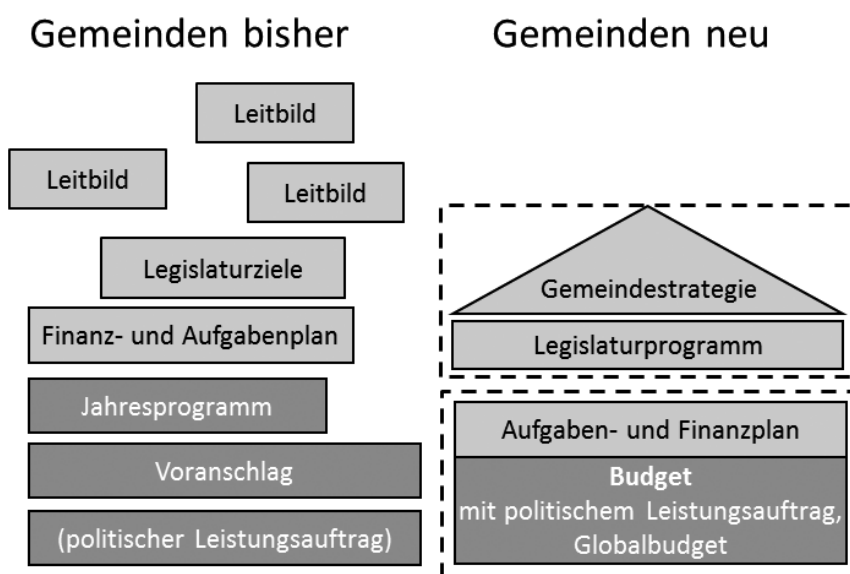 Gemeinden bisher
Leitbild
Leitbild
Leitbild
Legislaturziele
Finanz- und Aufgabenplan
Jahresprogramm
Voranschlag
(politischer Leistungsauftrag)
Gemeinden neu
Gemeindestrategie
Legislaturprogramm
Aufgaben- und Finanzplan
Budget
mit politischem Leistungsauftrag,
Globalbudget